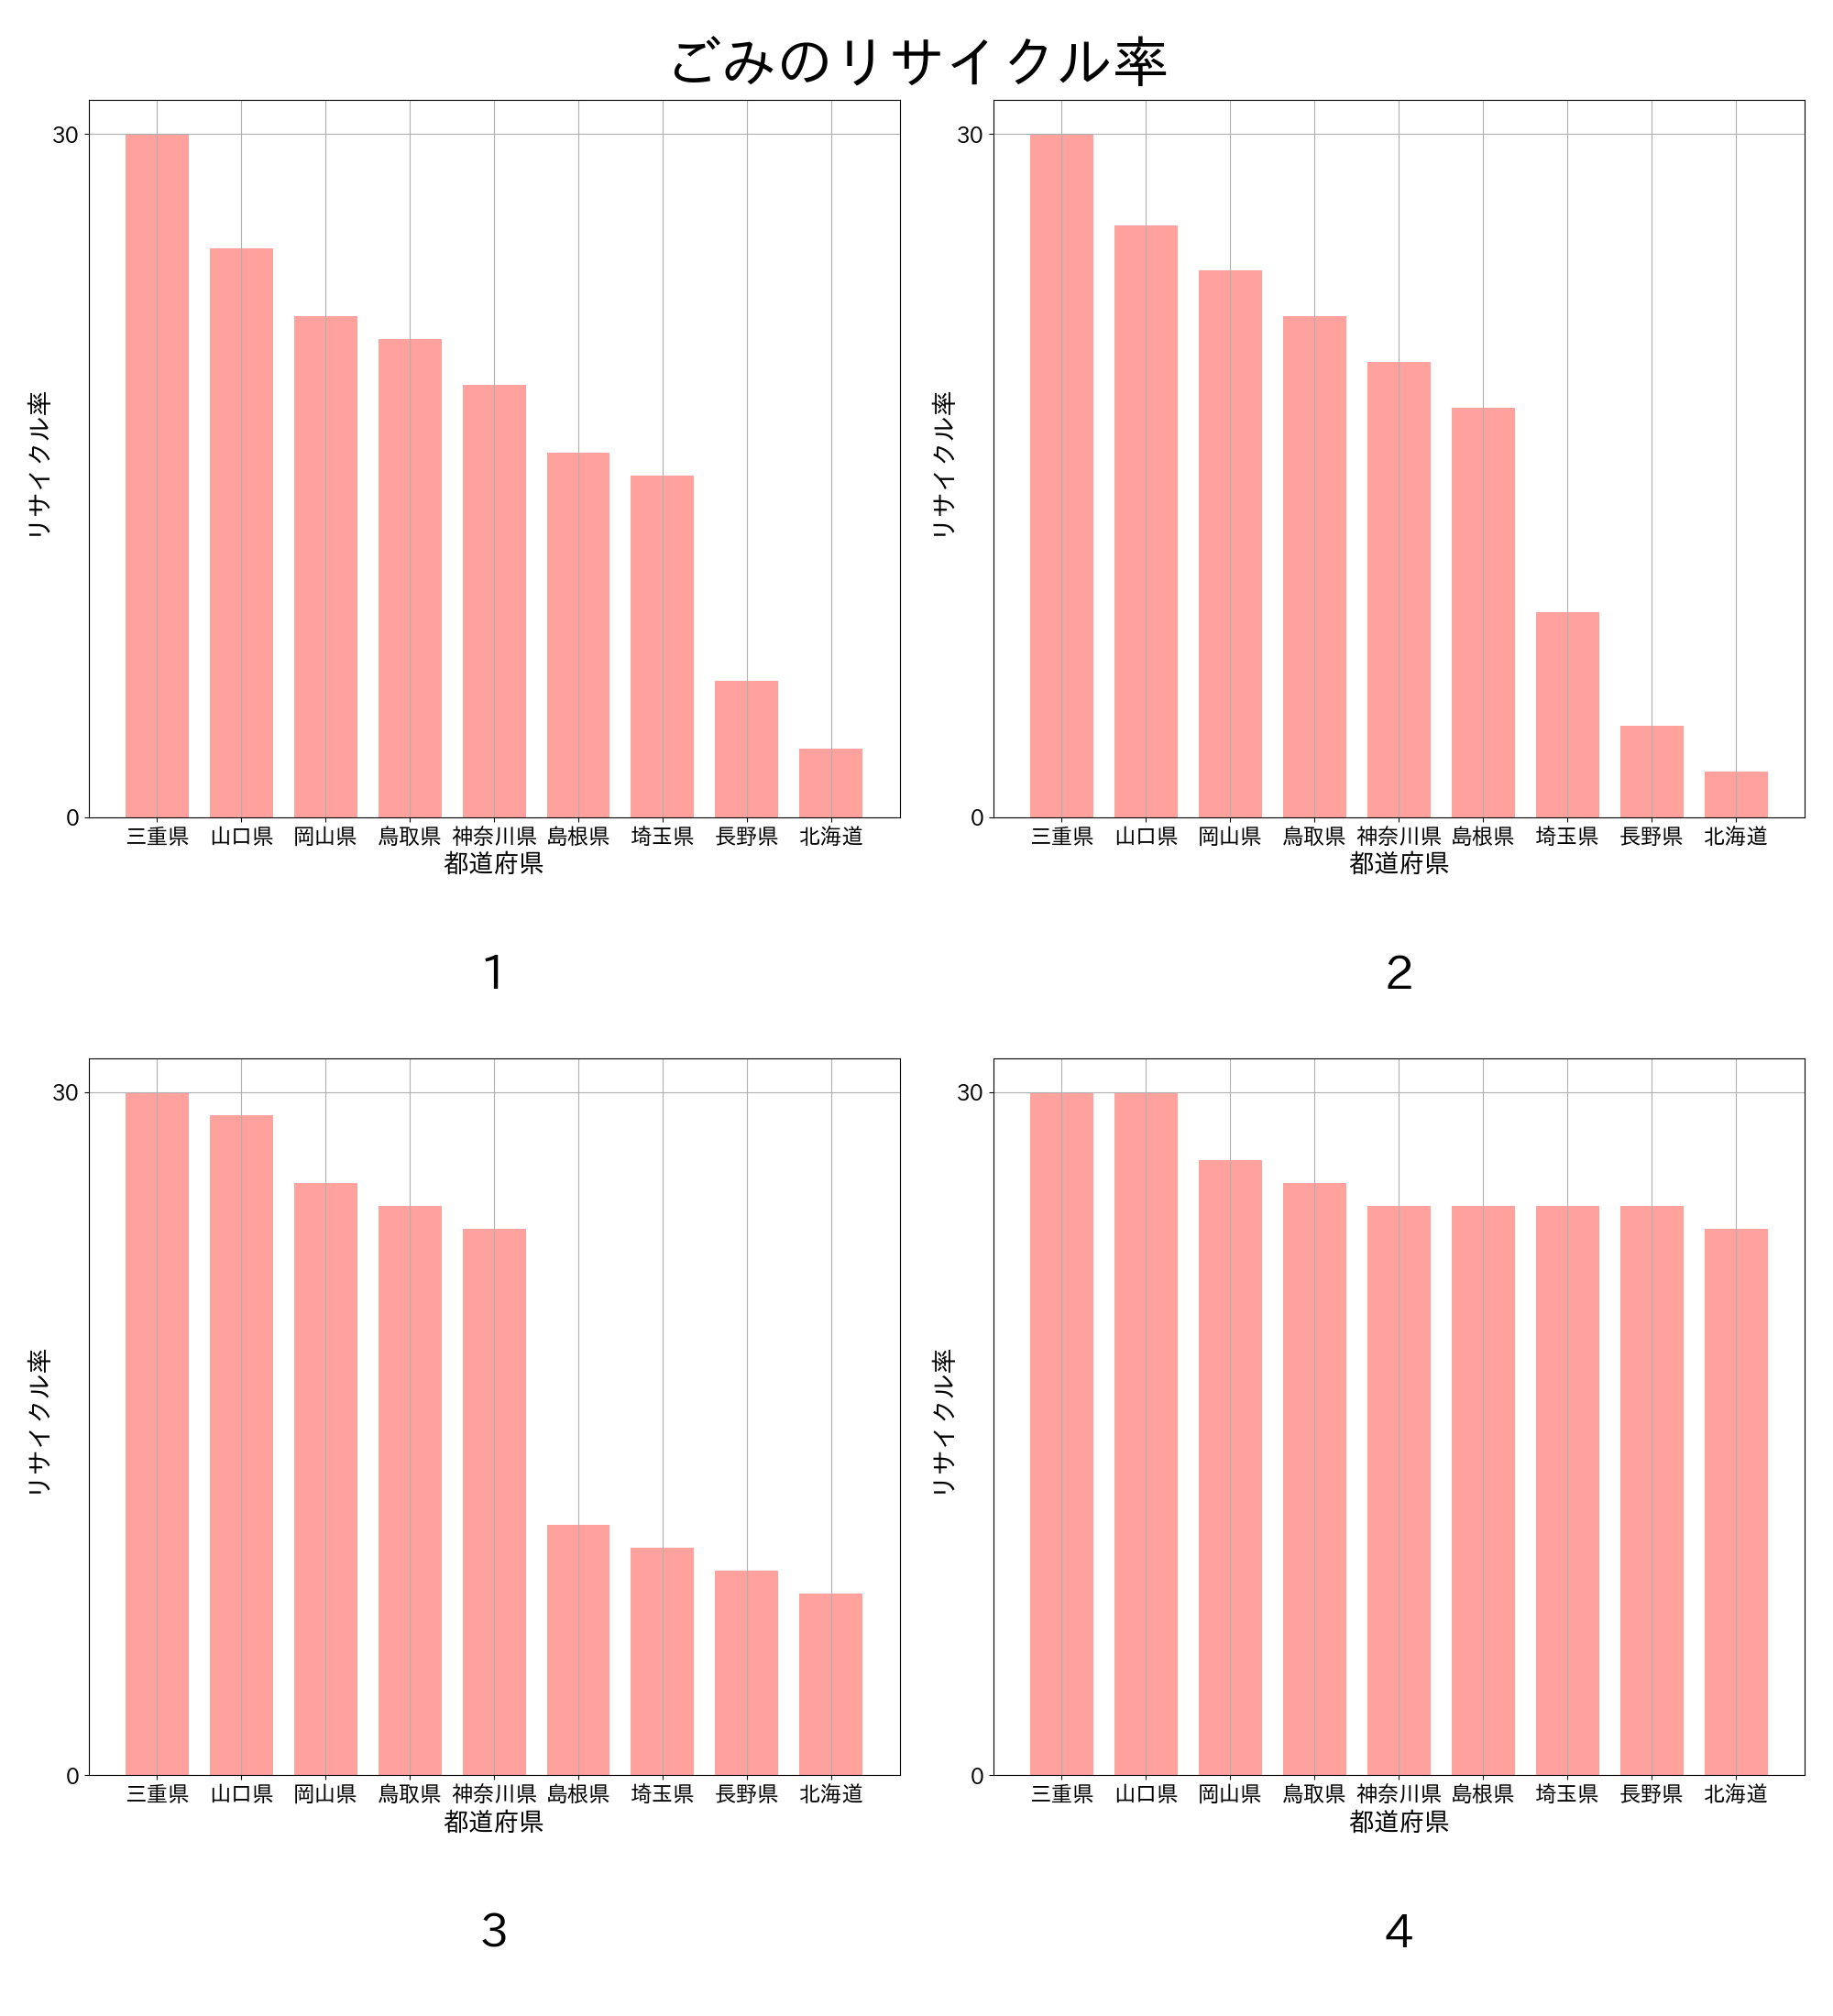 ごみのリサイクル率
30
0
リサイクル率
三重県 山口県 岡山県 鳥取県 神奈川県 島根県 埼玉県 長野県 北海道
都道府県
1
30
0
リサイクル率
三重県 山口県 岡山県 鳥取県 神奈川県 島根県 埼玉県 長野県 北海道
都道府県
2
30
0
リサイクル率
三重県 山口県 岡山県 鳥取県 神奈川県 島根県 埼玉県 長野県 北海道
都道府県
3
30
0
リサイクル率
三重県 山口県 岡山県 鳥取県 神奈川県 島根県 埼玉県 長野県 北海道
都道府県
4